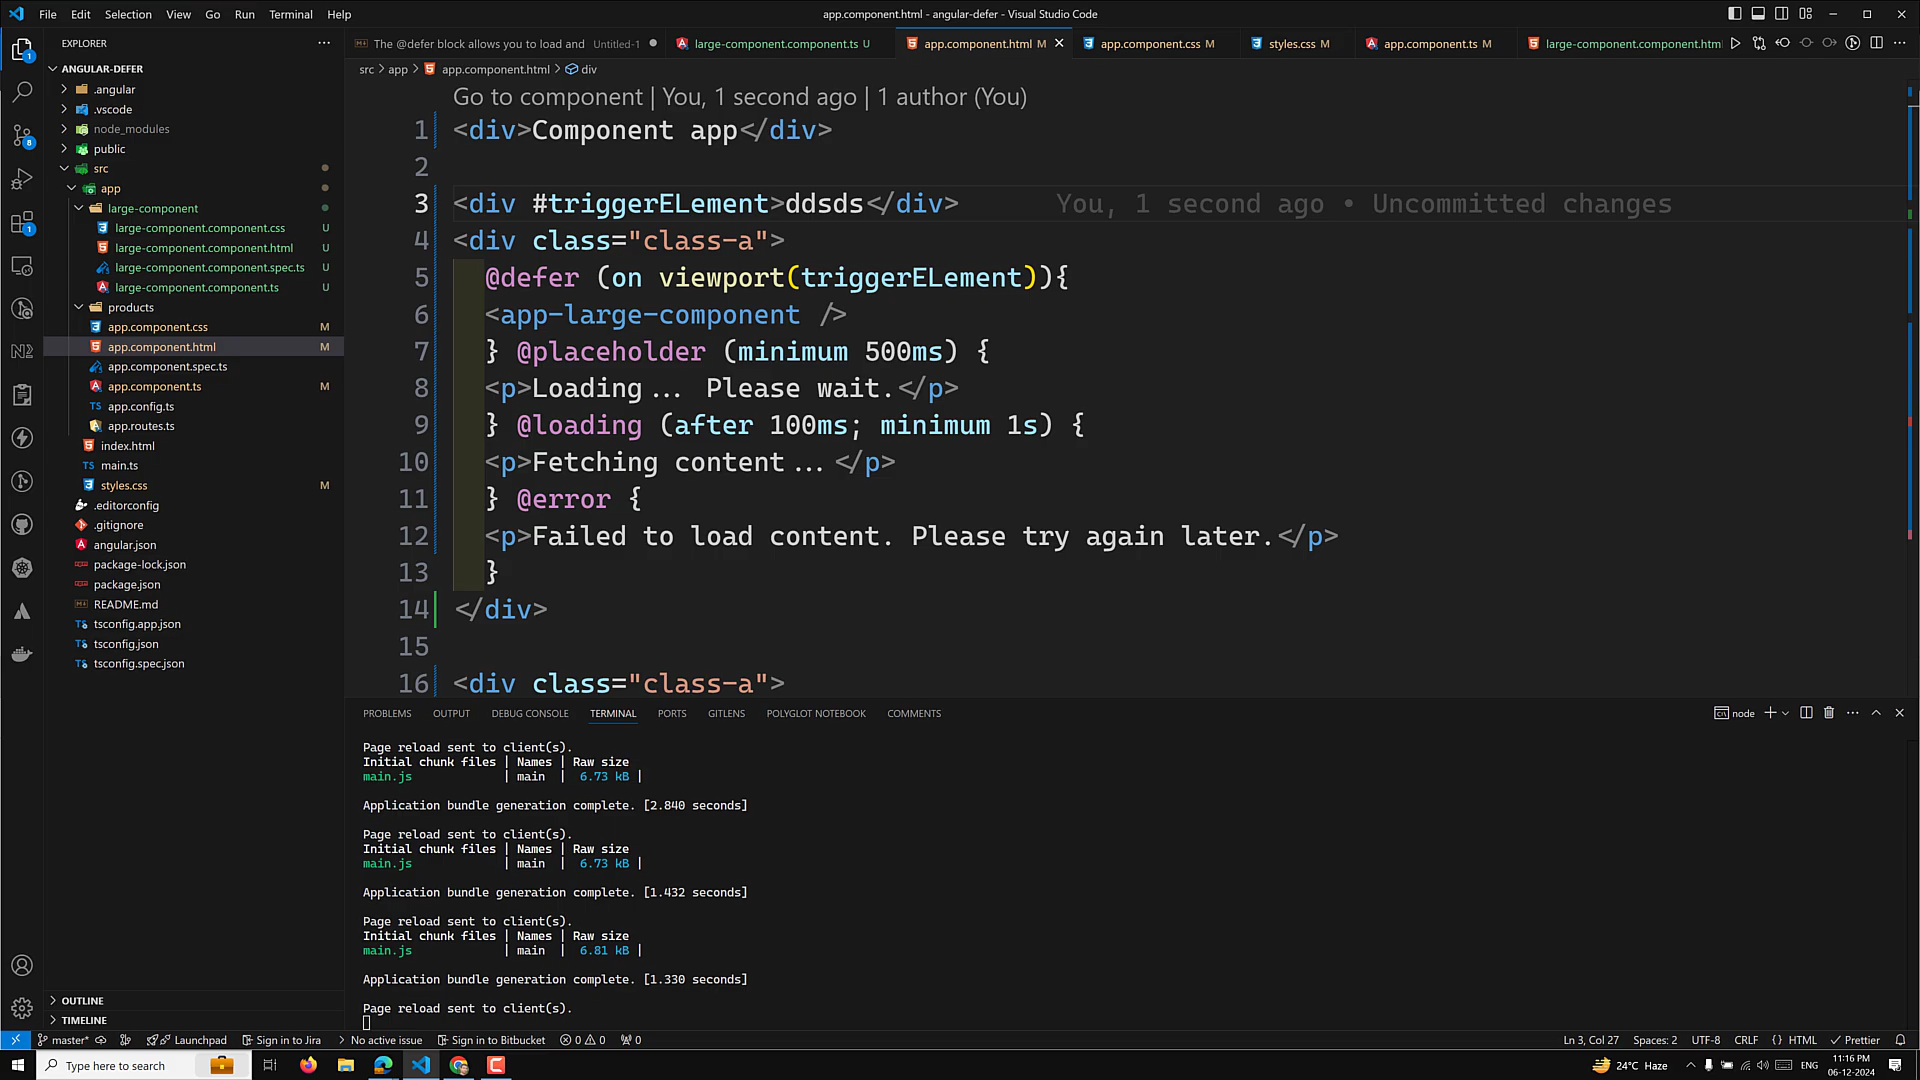 File Edit Selection View Go Run Terminal Help
app.component.html - angular-defer - Visual Studio Code
EXPLORER
The @defer block allows you to load and Untitled-1
large-component.component.ts U
app.component.html M
app.component.css M
styles.css M
app.component.ts M
large-component.component.html
src > app > app.component.html > div
ANGULAR-DEFER
.angular
.vscode
node_modules
public
src
app
large-component
large-component.component.css U
large-component.component.html U
large-component.component.spec.ts U
large-component.component.ts U
products
app.component.css M
app.component.html M
app.component.spec.ts
app.component.ts M
app.config.ts
app.routes.ts
index.html
main.ts
styles.css M
.editorconfig
.gitignore
angular.json
package-lock.json
package.json
README.md
tsconfig.app.json
tsconfig.json
tsconfig.spec.json
OUTLINE
TIMELINE
Go to component | You, 1 second ago | 1 author (You)
1 <div>Component app</div>
2
3 <div #triggerELement>ddsds</div> You, 1 second ago • Uncommitted changes
4 <div class="class-a">
5 @defer (on viewport(triggerELement)){
6 <app-large-component />
7 } @placeholder (minimum 500ms) {
8 <p>Loading... Please wait.</p>
9 } @loading (after 100ms; minimum 1s) {
10 <p>Fetching content...</p>
11 } @error {
12 <p>Failed to load content. Please try again later.</p>
13 }
14 </div>
15
16 <div class="class-a">
PROBLEMS OUTPUT DEBUG CONSOLE TERMINAL PORTS GITLENS POLYGLOT NOTEBOOK COMMENTS
node
Page reload sent to client(s).
Initial chunk files | Names | Raw size
main.js | main | 6.73 kB |
Application bundle generation complete. [2.840 seconds]
Page reload sent to client(s).
Initial chunk files | Names | Raw size
main.js | main | 6.73 kB |
Application bundle generation complete. [1.432 seconds]
Page reload sent to client(s).
Initial chunk files | Names | Raw size
main.js | main | 6.81 kB |
Application bundle generation complete. [1.330 seconds]
Page reload sent to client(s).
master* Launchpad Sign in to Jira No active issue Sign in to Bitbucket 0 0 0
Ln 3, Col 27 Spaces: 2 UTF-8 CRLF {} HTML Prettier
Type here to search
24°C Haze
ENG
11:16 PM
06-12-2024